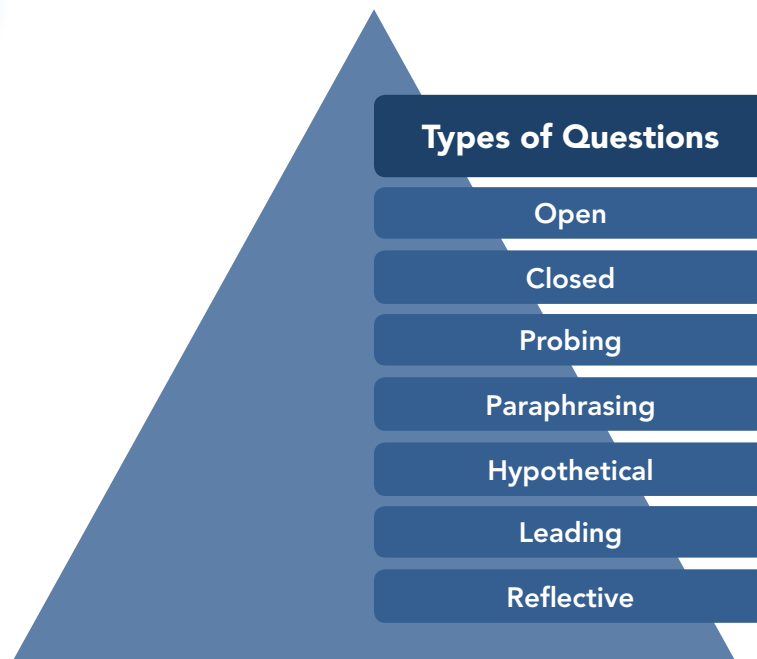 Types of Questions
Open
Closed
Probing
Paraphrasing
Hypothetical
Leading
Reflective